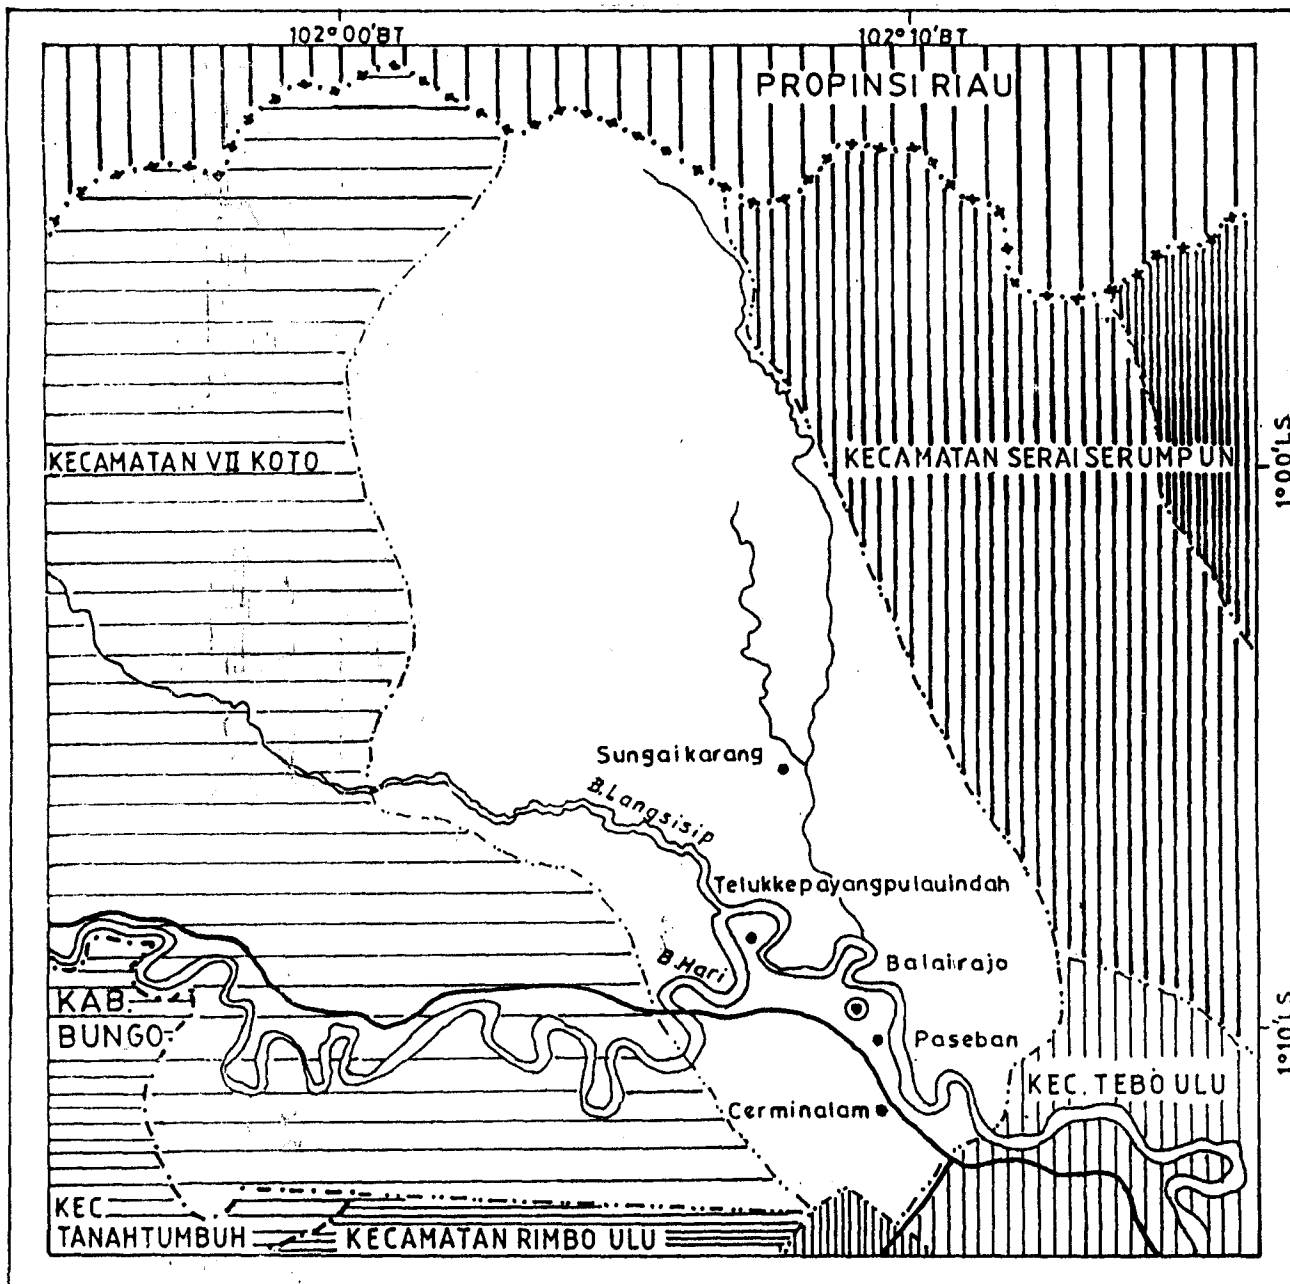 102°00'BT
102°10'BT
PROPINSI RIAU
KECAMATAN VII KOTO
KECAMATAN SERAI SERUMPUN
1°00'LS
Sungaikarang
B.Langsisip
Telukkepayangpulauindah
B.Hari
Balairajo
KAB.
BUNGO
Paseban
1°10'LS
KEC. TEBO ULU
Cerminalam
KEC
TANAHTUMBUH
KECAMATAN RIMBO ULU